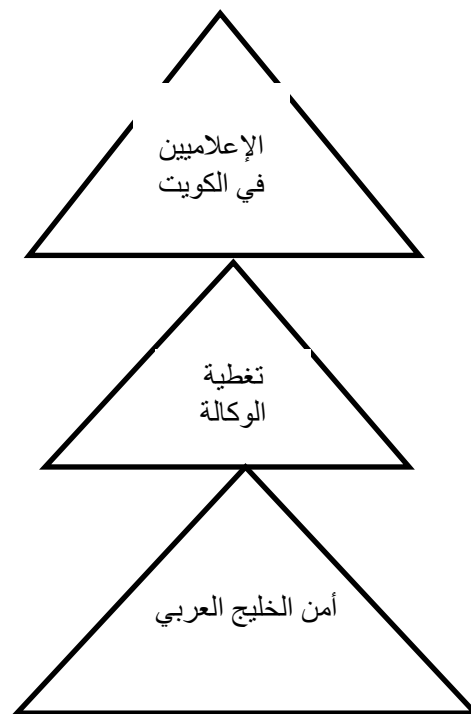 الإعلاميين
في الكويت
تغطية
الوكالة
أمن الخليج العربي